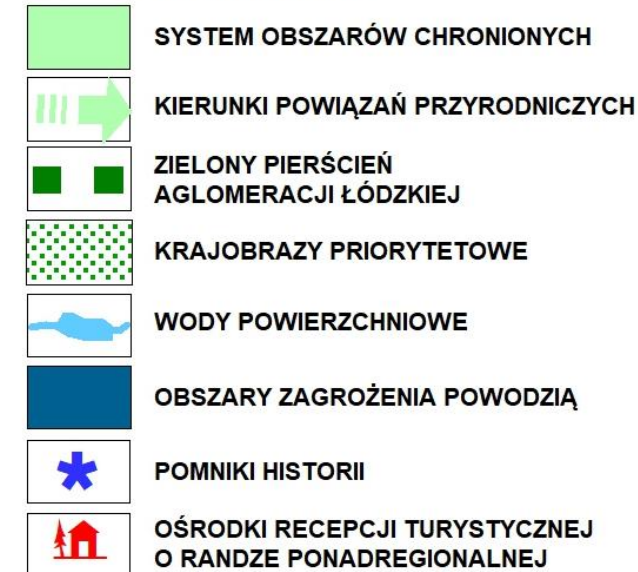 SYSTEM OBSZARÓW CHRONIONYCH
KIERUNKI POWIĄZAŃ PRZYRODNICZYCH
ZIELONY PIERŚCIEŃ
AGLOMERACJI ŁÓDZKIEJ
KRAJOBRAZY PRIORYTETOWE
WODY POWIERZCHNIOWE
OBSZARY ZAGROŻENIA POWODZIĄ
POMNIKI HISTORII
OŚRODKI RECEPCJI TURYSTYCZNEJ
O RANDZE PONADREGIONALNEJ